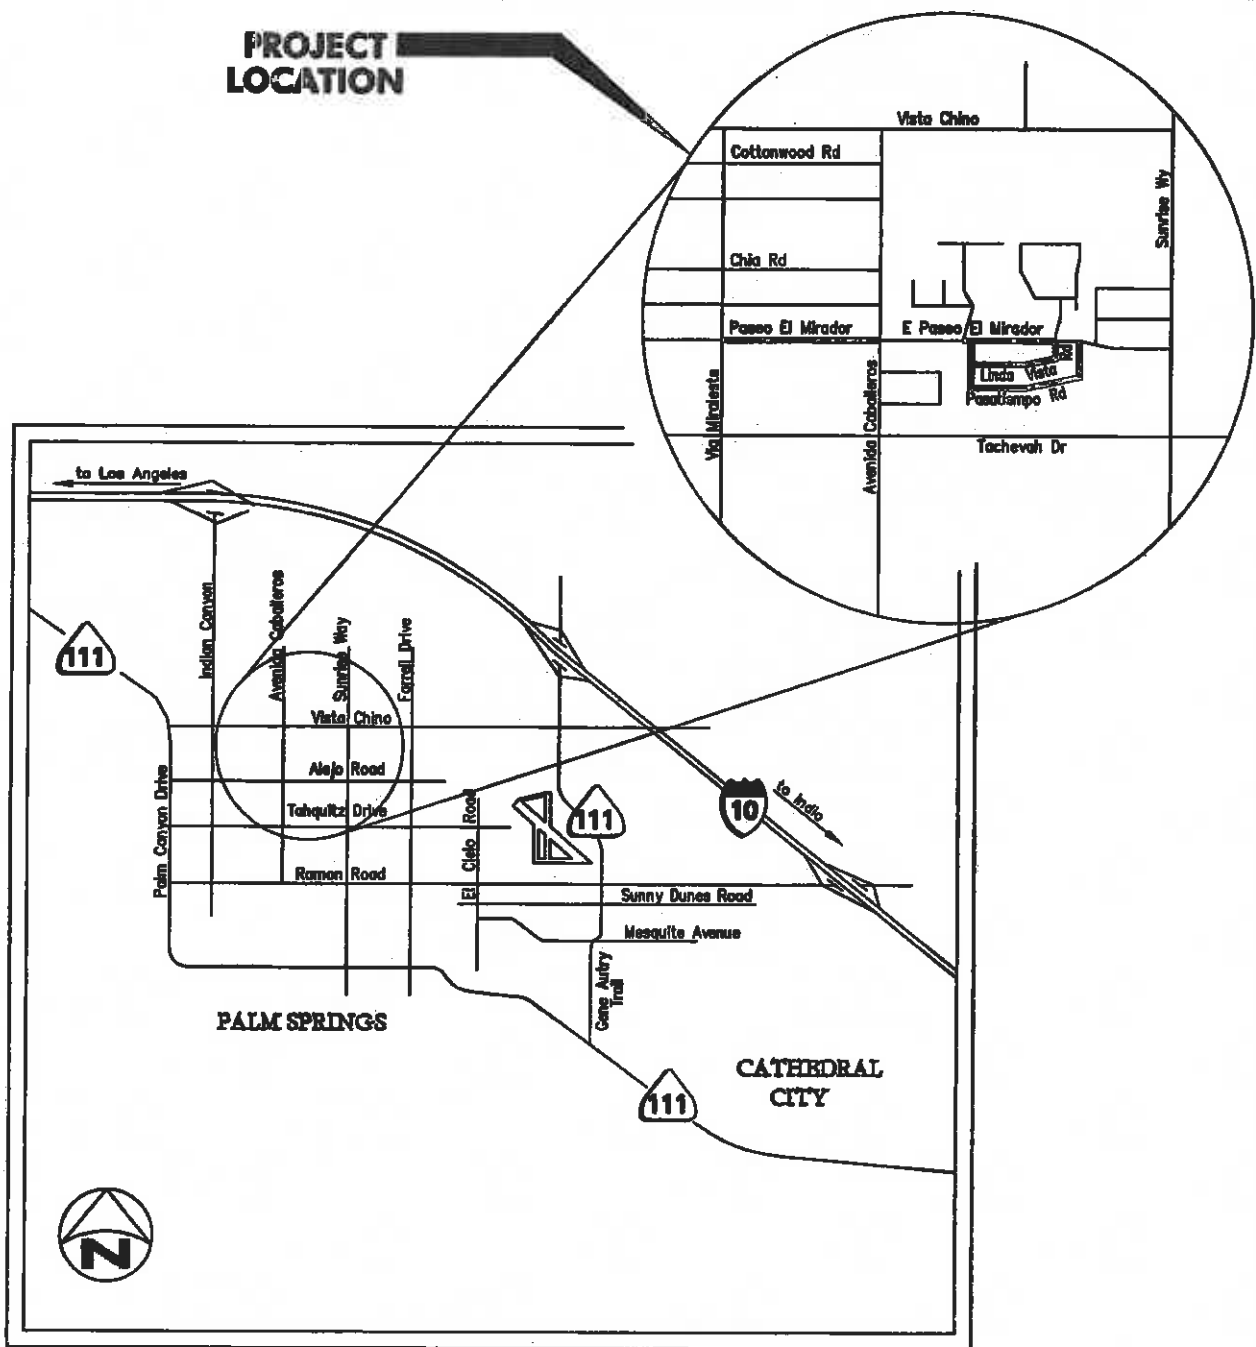 PROJECT
LOCATION
Vista Chino
Cottonwood Rd
Sunrise Wy
Chia Rd
Paseo El Mirador
E Paseo El Mirador
Linda Vista Rd
Pasatiempo Rd
Via Miraleste
Avenida Caballeros
Tachevah Dr
to Los Angeles
Indian Canyon
Avenida Caballeros
Sunrise Way
Farrell Drive
111
Vista Chino
Alejo Road
Palm Canyon Drive
Tahquitz Drive
El Cielo Road
111
10
to Indio
Ramon Road
Sunny Dunes Road
Mesquite Avenue
Gene Autry
Trail
PALM SPRINGS
CATHEDRAL
CITY
111
N